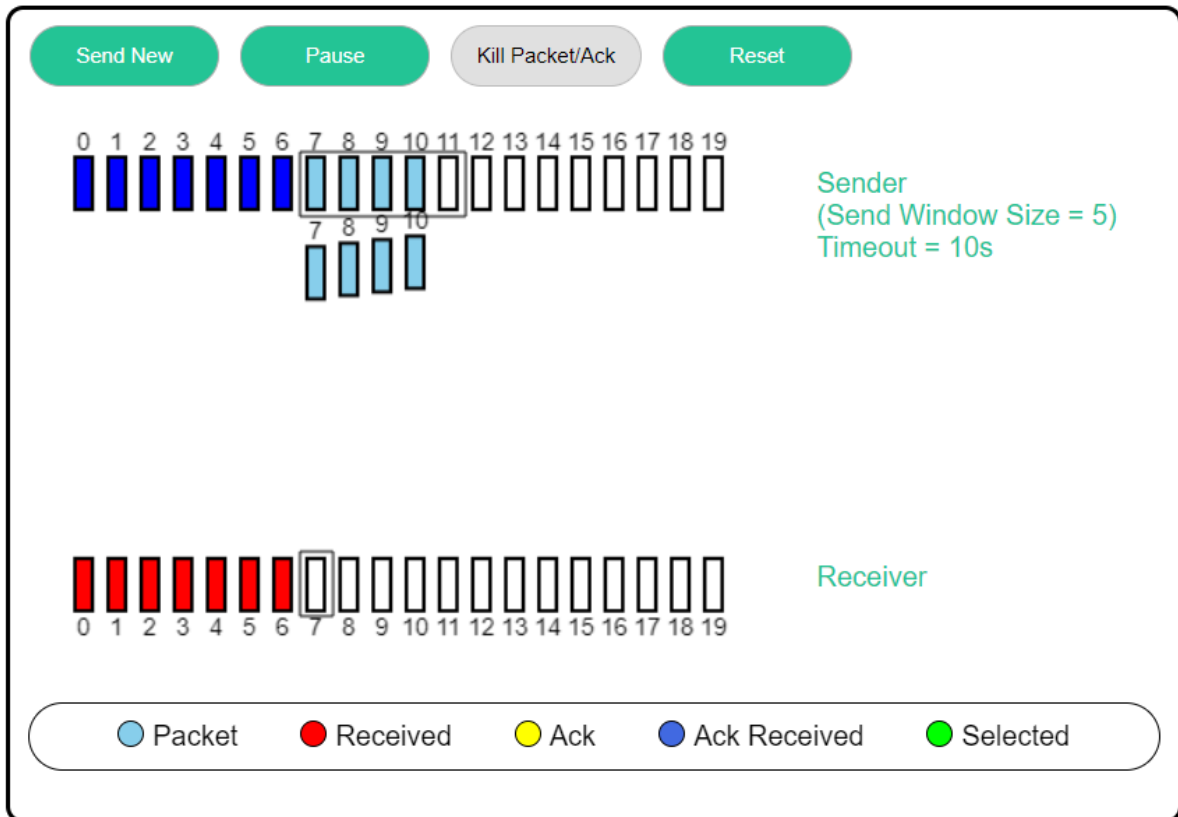 Send New Pause Kill Packet/Ack Reset
0 1 2 3 4 5 6 7 8 9 10 11 12 13 14 15 16 17 18 19
Sender
(Send Window Size = 5)
Timeout = 10s
7 8 9 10
Receiver
0 1 2 3 4 5 6 7 8 9 10 11 12 13 14 15 16 17 18 19
Packet Received Ack Ack Received Selected